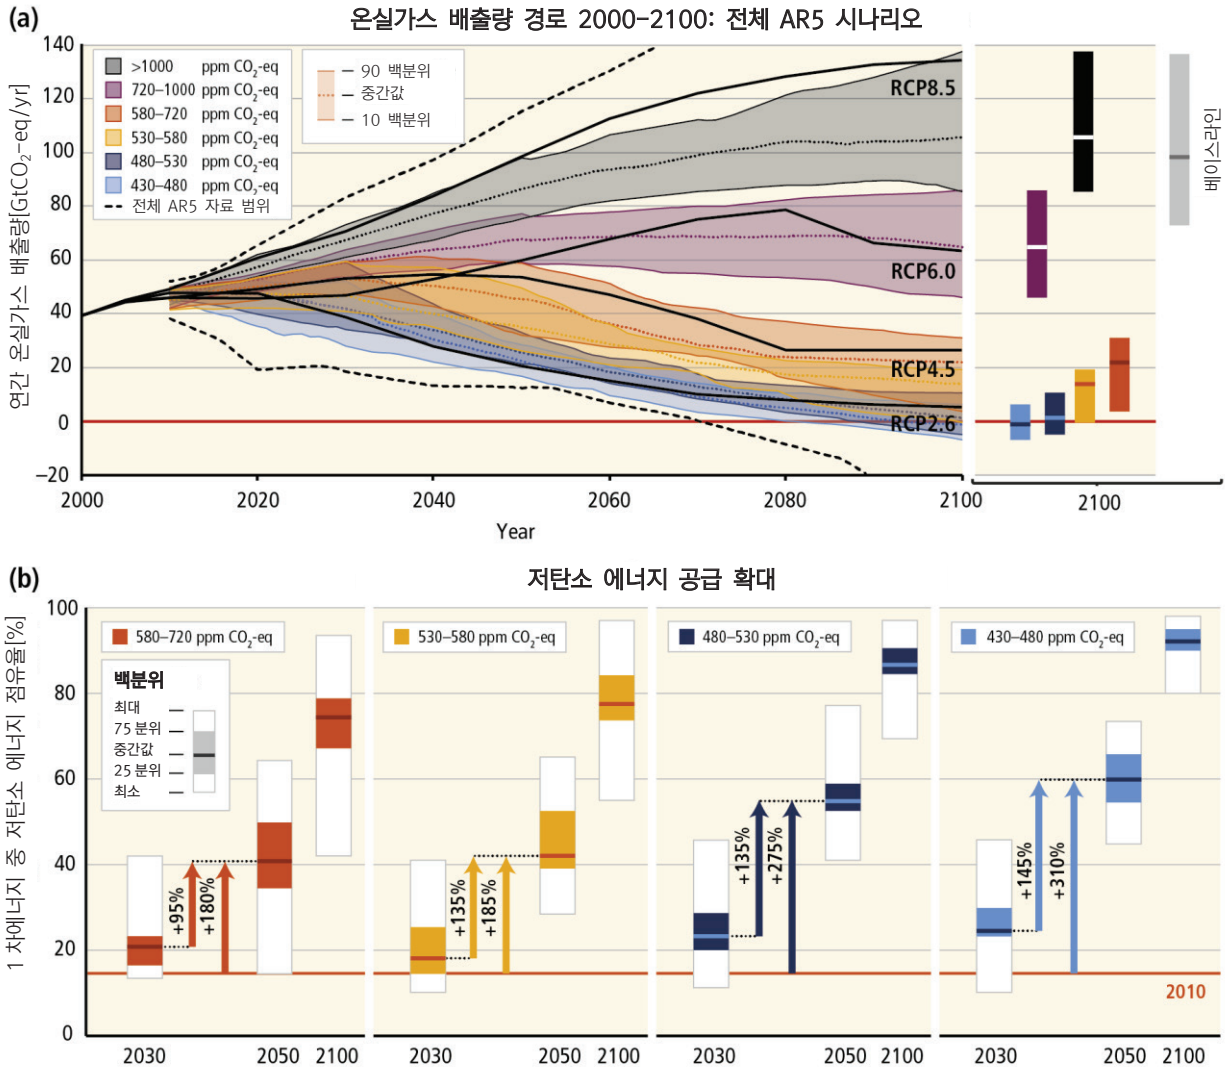 (a)
온실가스 배출량 경로 2000–2100: 전체 AR5 시나리오
연간 온실가스 배출량[GtCO2-eq/yr]
140
120
100
80
60
40
20
0
−20
>1000 ppm CO2-eq
720–1000 ppm CO2-eq
580–720 ppm CO2-eq
530–580 ppm CO2-eq
480–530 ppm CO2-eq
430–480 ppm CO2-eq
전체 AR5 자료 범위
90 백분위
중간값
10 백분위
RCP8.5
RCP6.0
RCP4.5
RCP2.6
베이스라인
2000 2020 2040 2060 2080 2100
2100
Year
(b)
저탄소 에너지 공급 확대
1 차에너지 중 저탄소 에너지 점유율[%]
100
80
60
40
20
0
580–720 ppm CO2-eq
백분위
최대
75 분위
중간값
25 분위
최소
+95%
+180%
530–580 ppm CO2-eq
+135%
+185%
480–530 ppm CO2-eq
+135%
+275%
430–480 ppm CO2-eq
+145%
+310%
2010
2030 2050 2100
2030 2050 2100
2030 2050 2100
2030 2050 2100